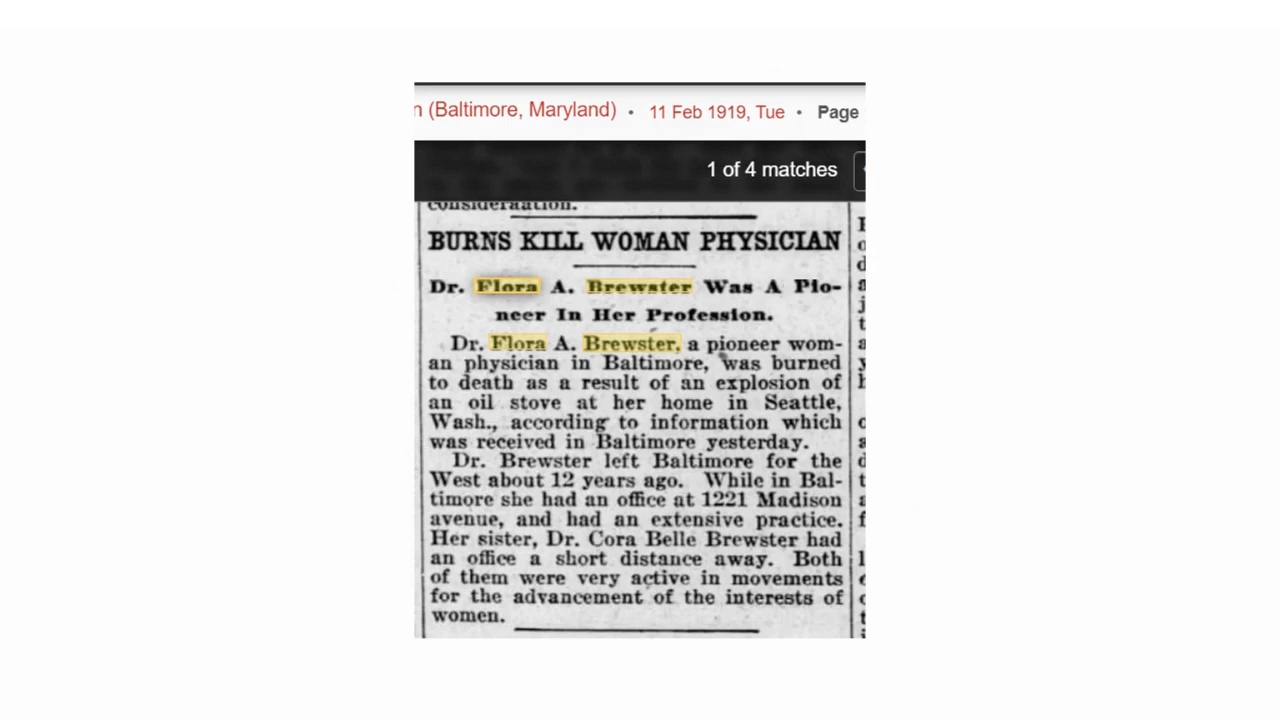 n (Baltimore, Maryland) • 11 Feb 1919, Tue • Page
1 of 4 matches
consideraation.
BURNS KILL WOMAN PHYSICIAN
Dr. Flora A. Brewster Was A Pio-
neer In Her Profession.
Dr. Flora A. Brewster, a pioneer wom-
an physician in Baltimore, was burned
to death as a result of an explosion of
an oil stove at her home in Seattle,
Wash., according to information which
was received in Baltimore yesterday.
Dr. Brewster left Baltimore for the
West about 12 years ago. While in Bal-
timore she had an office at 1221 Madison
avenue, and had an extensive practice.
Her sister, Dr. Cora Belle Brewster had
an office a short distance away. Both
of them were very active in movements
for the advancement of the interests of
women.